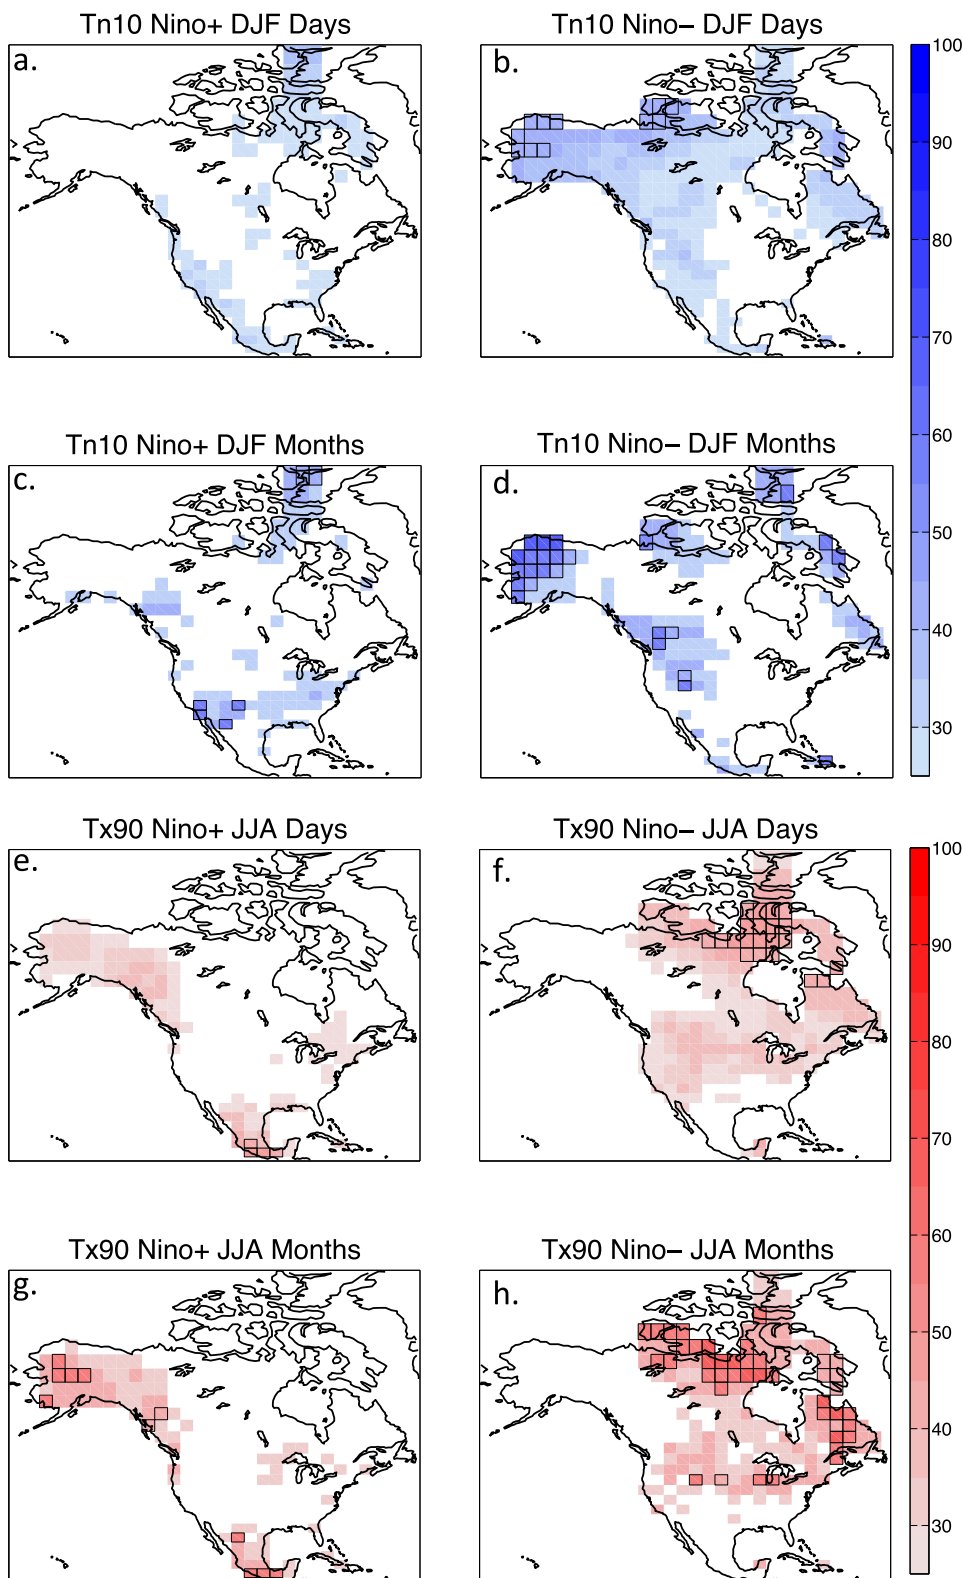 Tn10 Nino+ DJF Days
Tn10 Nino− DJF Days
a.
b.
100
90
80
70
60
50
40
30
Tn10 Nino+ DJF Months
Tn10 Nino− DJF Months
c.
d.
Tx90 Nino+ JJA Days
Tx90 Nino− JJA Days
e.
f.
100
90
80
70
60
50
40
30
Tx90 Nino+ JJA Months
Tx90 Nino− JJA Months
g.
h.